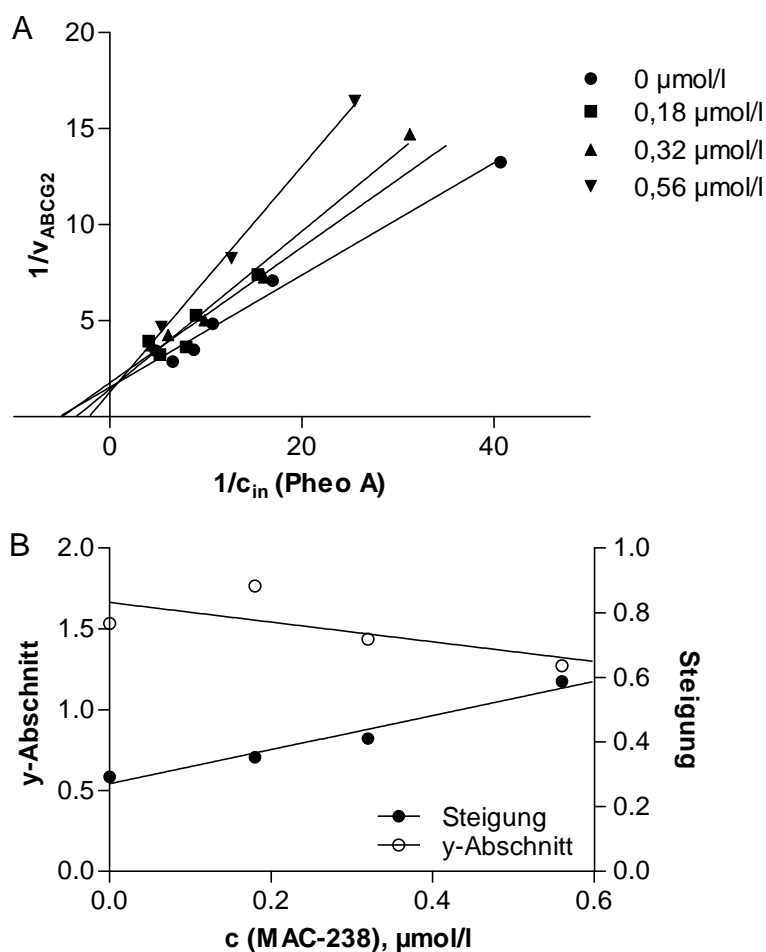 A
20
15
10
5
1/vABCG2
0
20
40
1/cin (Pheo A)
0 µmol/l
0,18 µmol/l
0,32 µmol/l
0,56 µmol/l
B
2.0
1.5
1.0
0.5
0.0
y-Abschnitt
1.0
0.8
0.6
0.4
0.2
0.0
Steigung
Steigung
y-Abschnitt
0.0
0.2
0.4
0.6
c (MAC-238), µmol/l